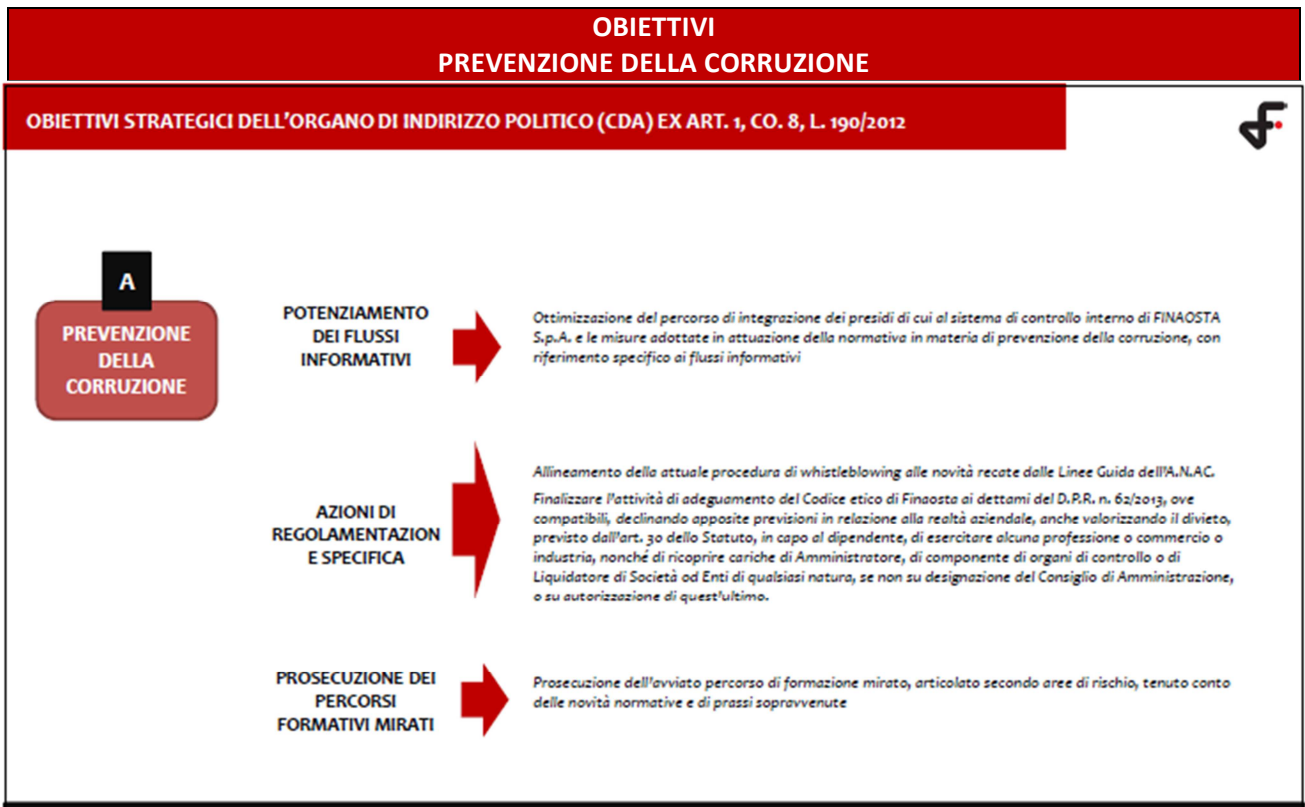 OBIETTIVI
PREVENZIONE DELLA CORRUZIONE
OBIETTIVI STRATEGICI DELL'ORGANO DI INDIRIZZO POLITICO (CDA) EX ART. 1, CO. 8, L. 190/2012
A
PREVENZIONE
DELLA
CORRUZIONE
POTENZIAMENTO
DEI FLUSSI
INFORMATIVI
Ottimizzazione del percorso di integrazione dei presidi di cui al sistema di controllo interno di FINAOSTA
S.p.A. e le misure adottate in attuazione della normativa in materia di prevenzione della corruzione, con
riferimento specifico ai flussi informativi
AZIONI DI
REGOLAMENTAZION
E SPECIFICA
Allineamento della attuale procedura di whistleblowing alle novità recate dalle Linee Guida dell'A.N.AC.
Finalizzare l'attività di adeguamento del Codice etico di Finaosta ai dettami del D.P.R. n. 62/2013, ove
compatibili, declinando apposite previsioni in relazione alla realtà aziendale, anche valorizzando il divieto,
previsto dall'art. 30 dello Statuto, in capo al dipendente, di esercitare alcuna professione o commercio o
industria, nonché di ricoprire cariche di Amministratore, di componente di organi di controllo o di
Liquidatore di Società od Enti di qualsiasi natura, se non su designazione del Consiglio di Amministrazione,
o su autorizzazione di quest'ultimo.
PROSECUZIONE DEI
PERCORSI
FORMATIVI MIRATI
Prosecuzione dell'avviato percorso di formazione mirato, articolato secondo aree di rischio, tenuto conto
delle novità normative e di prassi sopravvenute